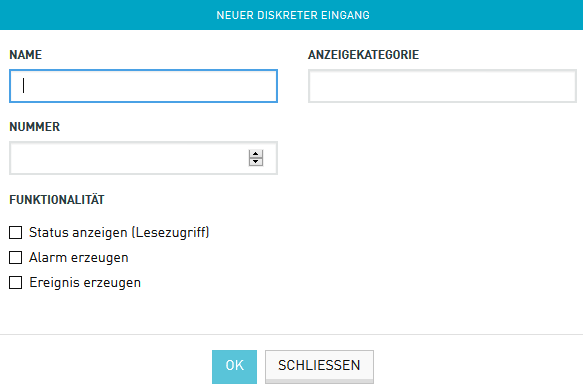 NEUER DISKRETER EINGANG
NAME
ANZEIGEKATEGORIE
NUMMER
FUNKTIONALITÄT
Status anzeigen (Lesezugriff)
Alarm erzeugen
Ereignis erzeugen
OK
SCHLIESSEN